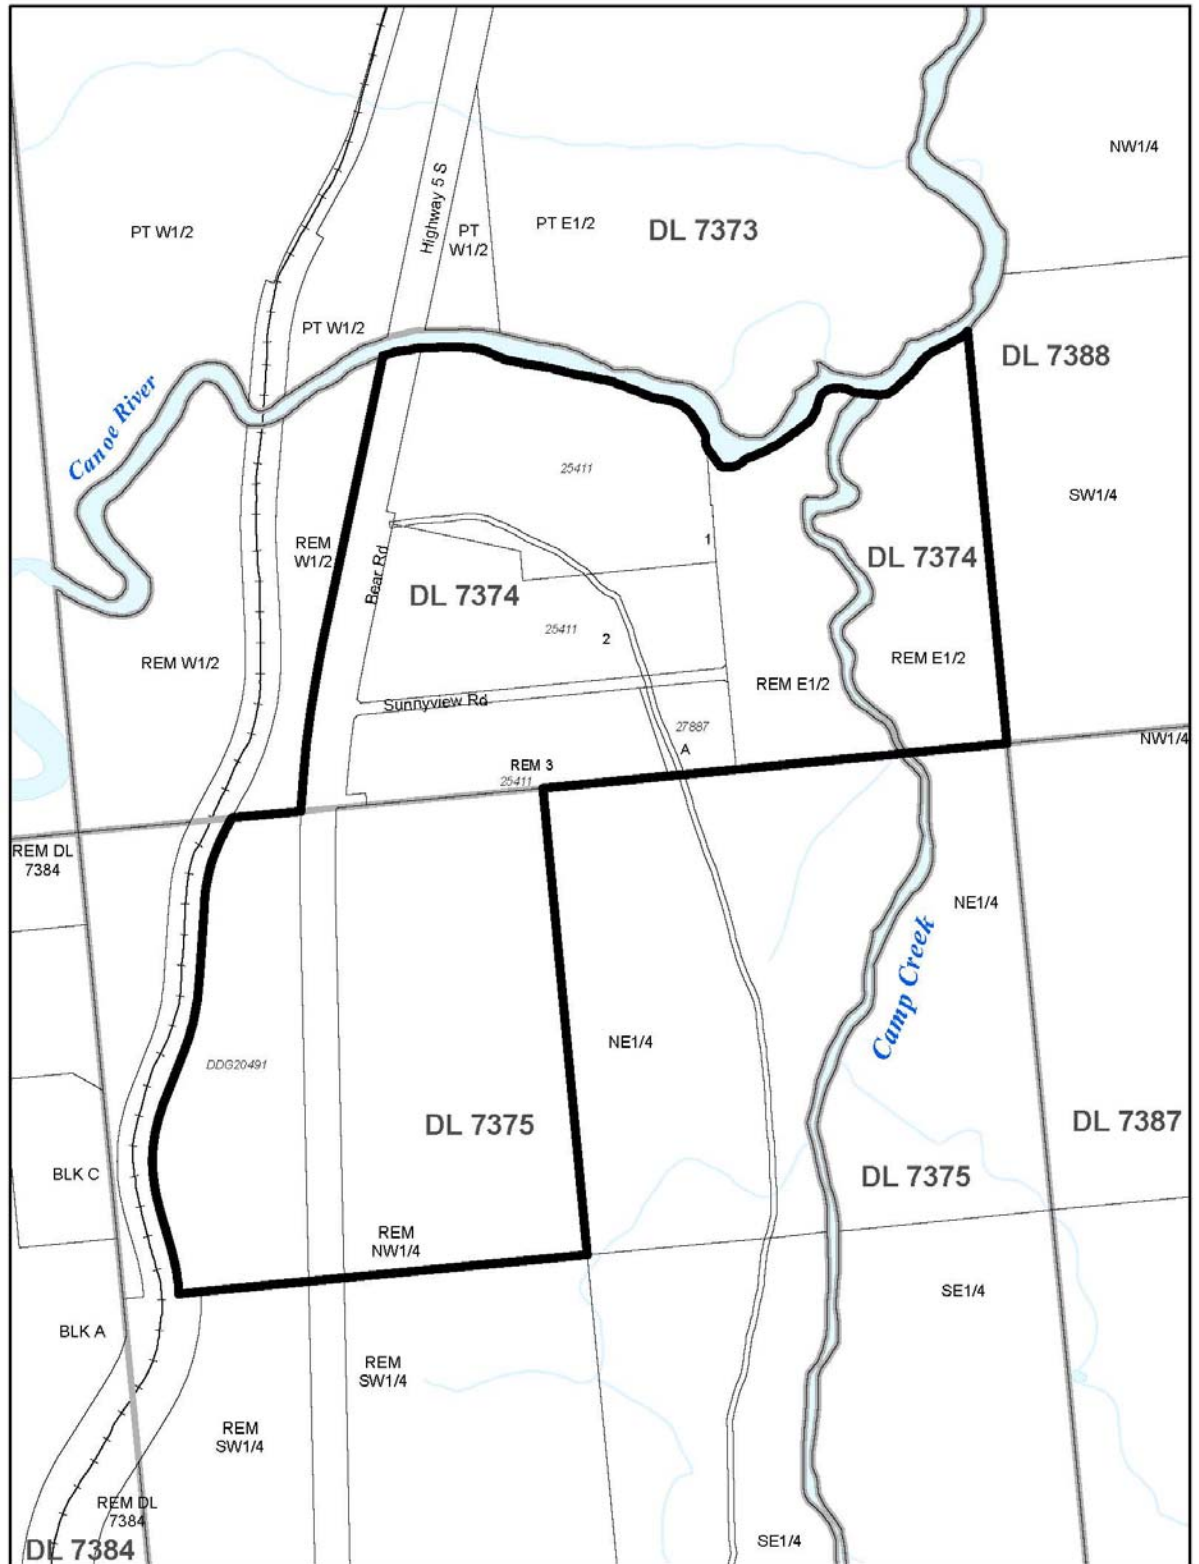 NW1/4
Highway 5 S
PT W1/2
PT
W1/2
PT E1/2
DL 7373
PT W1/2
DL 7388
Canoe River
25411
SW1/4
REM
W1/2
Bear Rd
1
DL 7374
DL 7374
25411
2
REM W1/2
REM E1/2
REM E1/2
Sunnyview Rd
27887
A
NW1/4
REM 3
25411
REM DL
7384
NE1/4
Camp Creek
NE1/4
DDG20491
DL 7375
DL 7387
BLK C
DL 7375
REM
NW1/4
SE1/4
BLK A
REM
SW1/4
REM
SW1/4
REM DL
7384
DL 7384
SE1/4